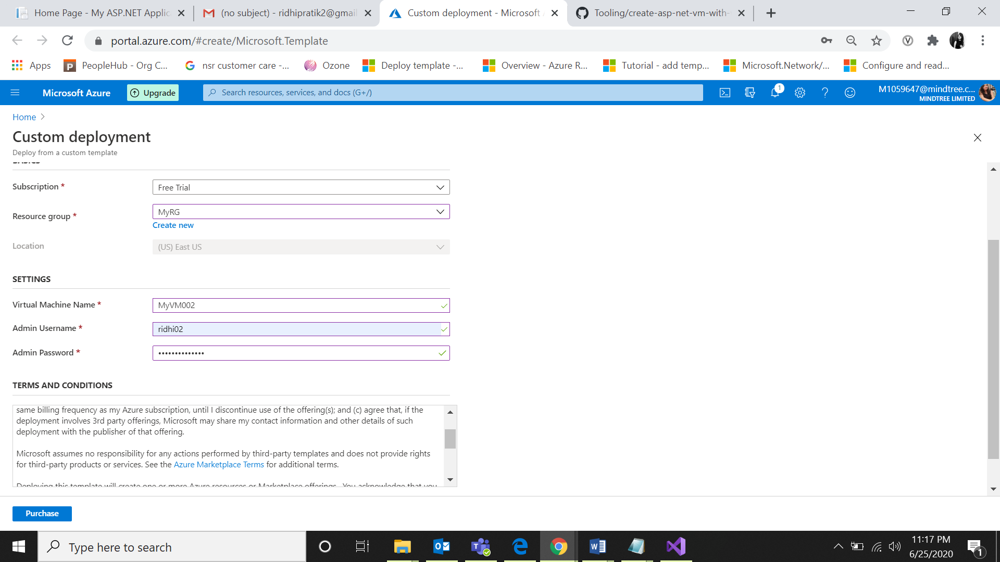 Home Page - My ASP.NET Applic
(no subject) - ridhipratik2@gmail
Custom deployment - Microsoft A
Tooling/create-asp-net-vm-with-
portal.azure.com/#create/Microsoft.Template
Apps
PeopleHub - Org C...
nsr customer care -...
Ozone
Deploy template -...
Overview - Azure R...
Tutorial - add temp...
Microsoft.Network/...
Configure and read...
Microsoft Azure
Upgrade
Search resources, services, and docs (G+/)
1
M1059647@mindtree.c...
MINDTREE LIMITED
Home
Custom deployment
Deploy from a custom template
BASICS
Subscription *
Free Trial
Resource group *
MyRG
Create new
Location
(US) East US
SETTINGS
Virtual Machine Name *
MyVM002
Admin Username *
ridhi02
Admin Password *
••••••••••••••
TERMS AND CONDITIONS
same billing frequency as my Azure subscription, until I discontinue use of the offering(s); and (c) agree that, if the
deployment involves 3rd party offerings, Microsoft may share my contact information and other details of such
deployment with the publisher of that offering.
Microsoft assumes no responsibility for any actions performed by third-party templates and does not provide rights
for third-party products or services. See the Azure Marketplace Terms for additional terms.
Deploying this template will create one or more Azure resources or Marketplace offerings. You acknowledge that you
Purchase
Type here to search
11:17 PM
6/25/2020
1